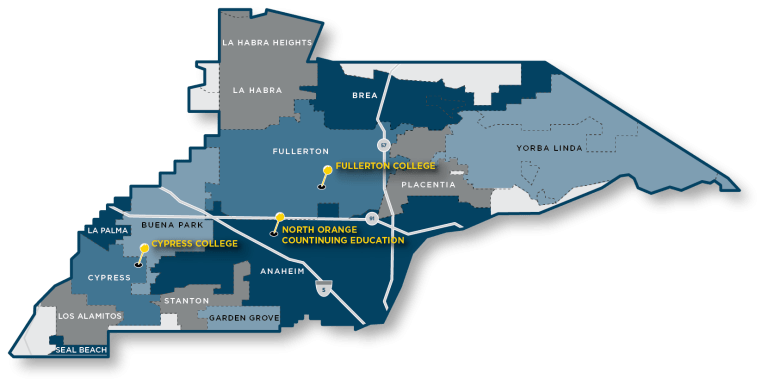 LA HABRA HEIGHTS
LA HABRA
BREA
57
FULLERTON
YORBA LINDA
FULLERTON COLLEGE
PLACENTIA
91
BUENA PARK
LA PALMA
NORTH ORANGE
COUNTINUING EDUCATION
CYPRESS COLLEGE
CYPRESS
ANAHEIM
5
STANTON
LOS ALAMITOS
GARDEN GROVE
SEAL BEACH